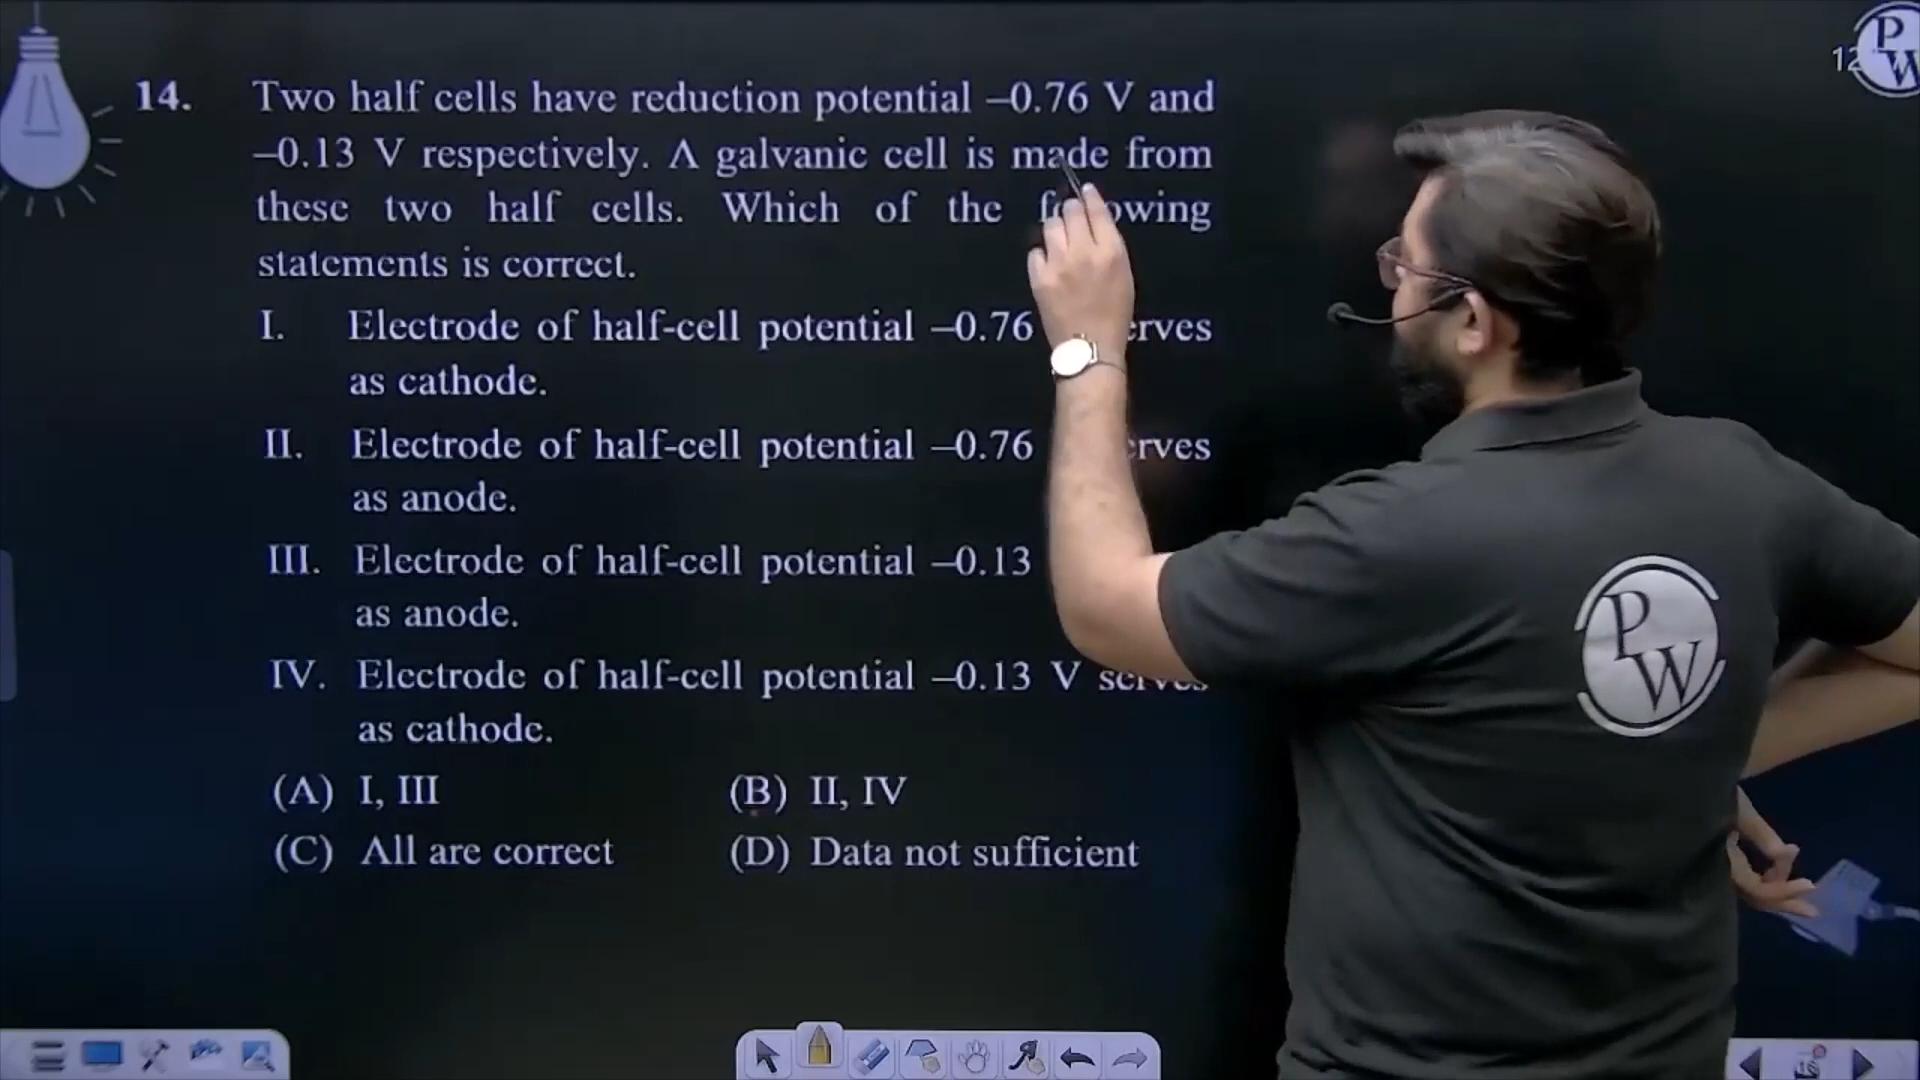 14. Two half cells have reduction potential –0.76 V and
–0.13 V respectively. A galvanic cell is made from
these two half cells. Which of the
statements is correct.
I. Electrode of half-cell potential –0.76
as cathode.
II. Electrode of half-cell potential –0.76
as anode.
III. Electrode of half-cell potential –0.13
as anode.
IV. Electrode of half-cell potential –0.13 V serves
as cathode.
(A) I, III (B) II, IV
(C) All are correct (D) Data not sufficient
PW
PW